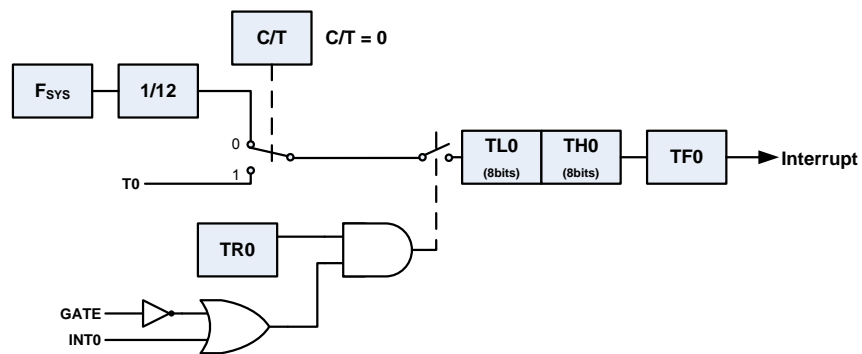 C/T
C/T = 0
FSYS
1/12
0
1
T0
TL0
(8bits)
TH0
(8bits)
TF0
Interrupt
TR0
GATE
INT0